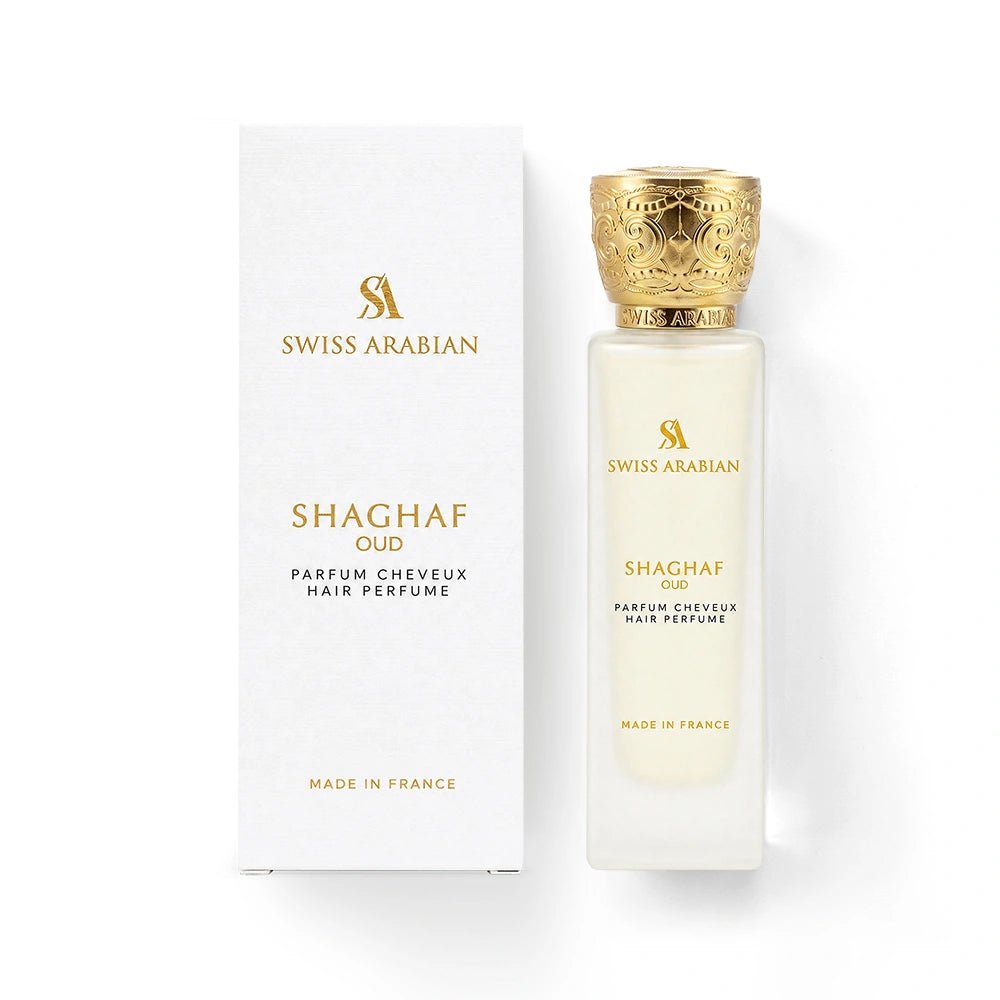 SA
SWISS ARABIAN
SHAGHAF
OUD
PARFUM CHEVEUX
HAIR PERFUME
MADE IN FRANCE
SWISS ARABIAN
SA
SWISS ARABIAN
SHAGHAF
OUD
PARFUM CHEVEUX
HAIR PERFUME
MADE IN FRANCE